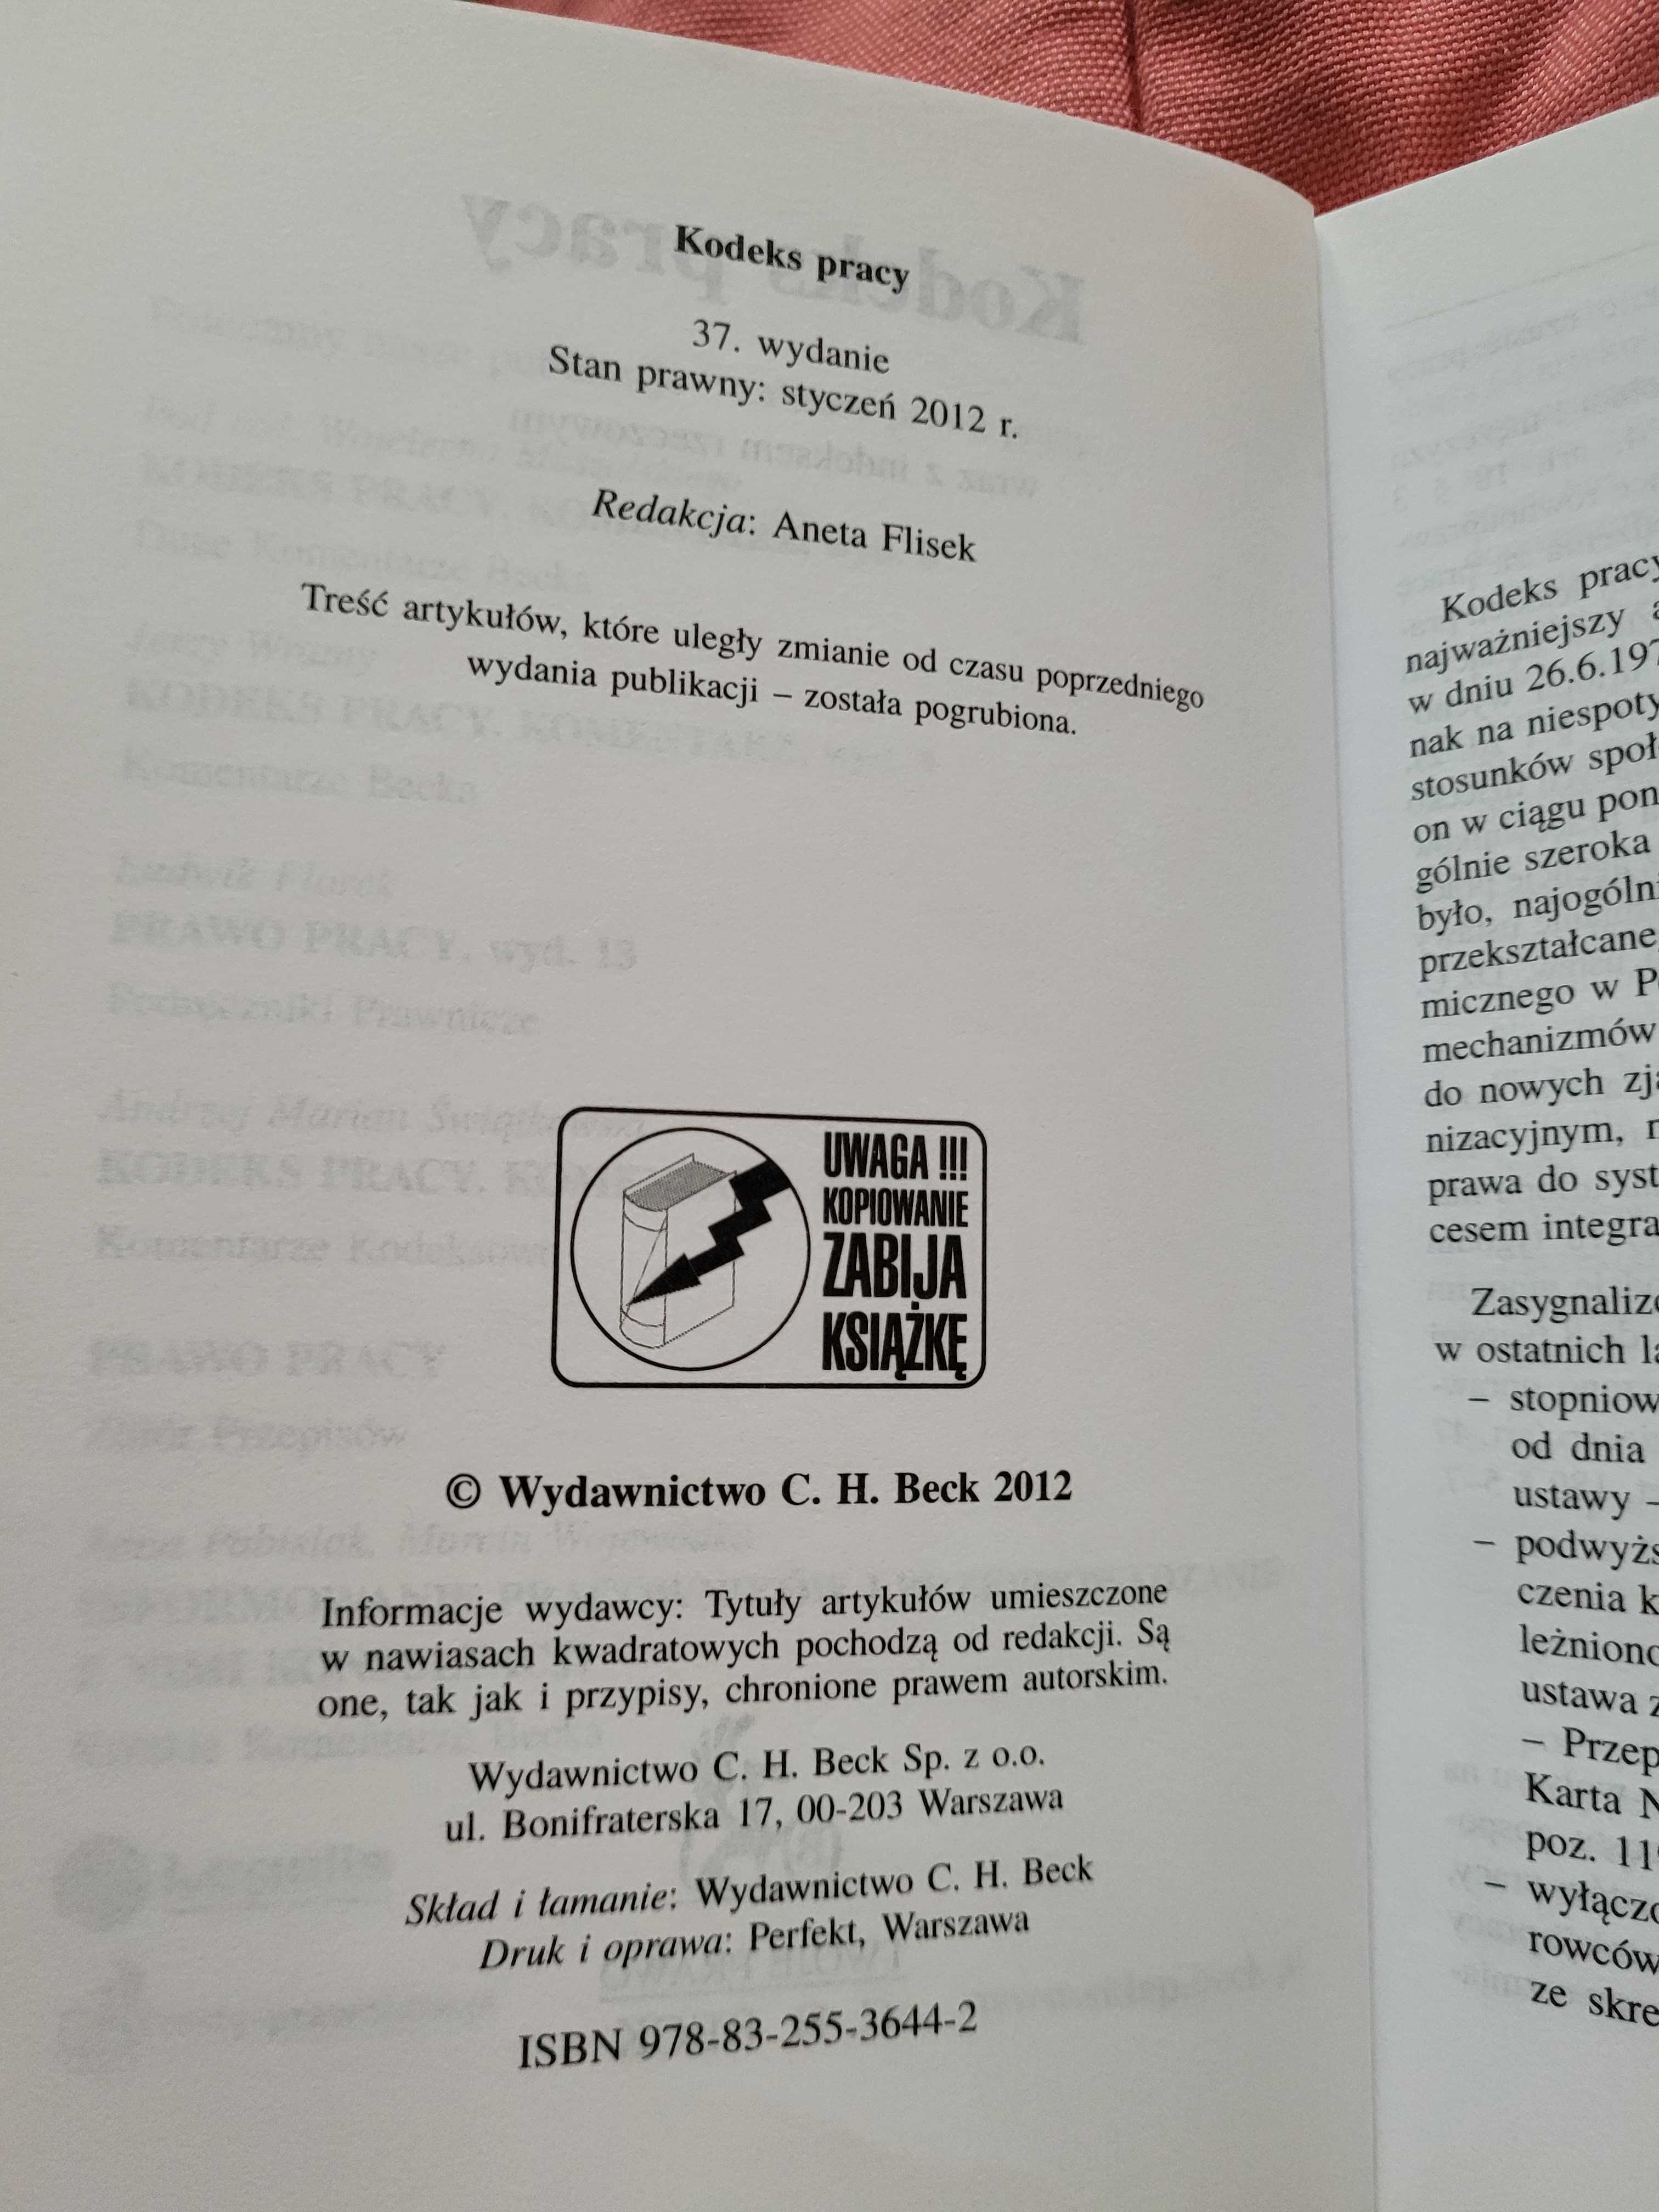 Kodeks pracy
37. wydanie
Stan prawny: styczeń 2012 r.
Redakcja: Aneta Flisek
Treść artykułów, które uległy zmianie od czasu poprzedniego
wydania publikacji – została pogrubiona.
UWAGA !!!
KOPIOWANIE
ZABIJA
KSIĄŻKĘ
© Wydawnictwo C. H. Beck 2012
Informacje wydawcy: Tytuły artykułów umieszczone
w nawiasach kwadratowych pochodzą od redakcji. Są
one, tak jak i przypisy, chronione prawem autorskim.
Wydawnictwo C. H. Beck Sp. z o.o.
ul. Bonifraterska 17, 00-203 Warszawa
Skład i łamanie: Wydawnictwo C. H. Beck
Druk i oprawa: Perfekt, Warszawa
ISBN 978-83-255-3644-2
Kodeks pracy
najważniejszy
w dniu 26.6.197
nak na niespoty
stosunków społ
on w ciągu pon
gólnie szeroka
było, najogólni
przekształcane
micznego w P
mechanizmów
do nowych zja
nizacyjnym,
prawa do syst
cesem integra
Zasygnalizo
w ostatnich la
– stopniow
od dnia
ustawy –
– podwyżs
czenia k
leżniono
ustawa z
– Przep
Karta N
poz. 119
– wyłączo
rowców
ze skre